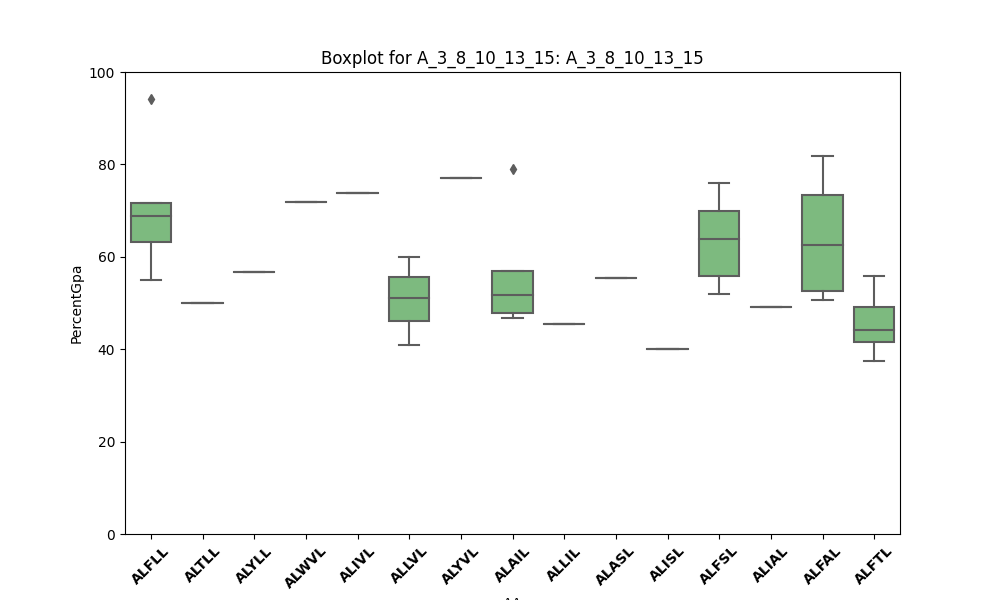 Boxplot for A_3_8_10_13_15: A_3_8_10_13_15
100
80
60
40
20
0
PercentGpa
ALFLL
ALTLL
ALYLL
ALWVL
ALIVL
ALLVL
ALYVL
ALAIL
ALLIL
ALASL
ALISL
ALFSL
ALIAL
ALFAL
ALFTL